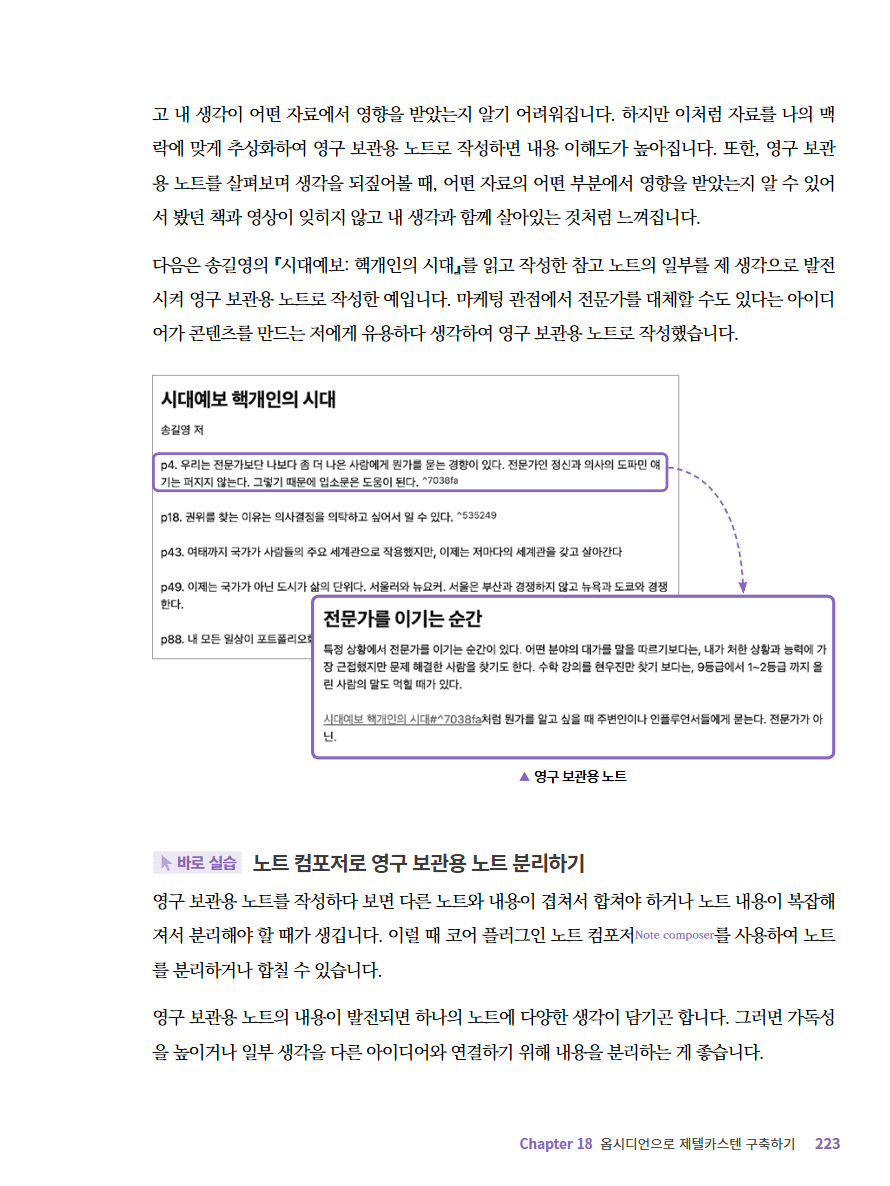 고 내 생각이 어떤 자료에서 영향을 받았는지 알기 어려워집니다. 하지만 이처럼 자료를 나의 맥
락에 맞게 추상화하여 영구 보관용 노트로 작성하면 내용 이해도가 높아집니다. 또한, 영구 보관
용 노트를 살펴보며 생각을 되짚어볼 때, 어떤 자료의 어떤 부분에서 영향을 받았는지 알 수 있어
서 봤던 책과 영상이 잊히지 않고 내 생각과 함께 살아있는 것처럼 느껴집니다.
다음은 송길영의 『시대예보: 핵개인의 시대』를 읽고 작성한 참고 노트의 일부를 제 생각으로 발전
시켜 영구 보관용 노트로 작성한 예입니다. 마케팅 관점에서 전문가를 대체할 수도 있다는 아이디
어가 콘텐츠를 만드는 저에게 유용하다 생각하여 영구 보관용 노트로 작성했습니다.
시대예보 핵개인의 시대
송길영 저
p4. 우리는 전문가보단 나보다 좀 더 나은 사람에게 뭔가를 묻는 경향이 있다. 전문가인 정신과 의사의 도파민 얘
기는 퍼지지 않는다. 그렇기 때문에 입소문은 도움이 된다. ^7038fa
p18. 권위를 찾는 이유는 의사결정을 의탁하고 싶어서 일 수 있다. ^535249
p43. 여태까지 국가가 사람들의 주요 세계관으로 작용했지만, 이제는 저마다의 세계관을 갖고 살아간다
p49. 이제는 국가가 아닌 도시가 삶의 단위다. 서울러와 뉴요커. 서울은 부산과 경쟁하지 않고 뉴욕과 도쿄와 경쟁
한다.
p88. 내 모든 일상이 포트폴리오
전문가를 이기는 순간
특정 상황에서 전문가를 이기는 순간이 있다. 어떤 분야의 대가를 말을 따르기보다는, 내가 처한 상황과 능력에 가
장 근접했지만 문제 해결한 사람을 찾기도 한다. 수학 강의를 현우진만 찾기 보다는, 9등급에서 1~2등급 까지 올
린 사람의 말도 먹힐 때가 있다.
시대예보 핵개인의 시대#^7038fa처럼 뭔가를 알고 싶을 때 주변인이나 인플루언서들에게 묻는다. 전문가가 아
닌.
▲ 영구 보관용 노트
바로 실습 노트 컴포저로 영구 보관용 노트 분리하기
영구 보관용 노트를 작성하다 보면 다른 노트와 내용이 겹쳐서 합쳐야 하거나 노트 내용이 복잡해
져서 분리해야 할 때가 생깁니다. 이럴 때 코어 플러그인 노트 컴포저Note composer를 사용하여 노트
를 분리하거나 합칠 수 있습니다.
영구 보관용 노트의 내용이 발전되면 하나의 노트에 다양한 생각이 담기곤 합니다. 그러면 가독성
을 높이거나 일부 생각을 다른 아이디어와 연결하기 위해 내용을 분리하는 게 좋습니다.
Chapter 18 옵시디언으로 제텔카스텐 구축하기 223